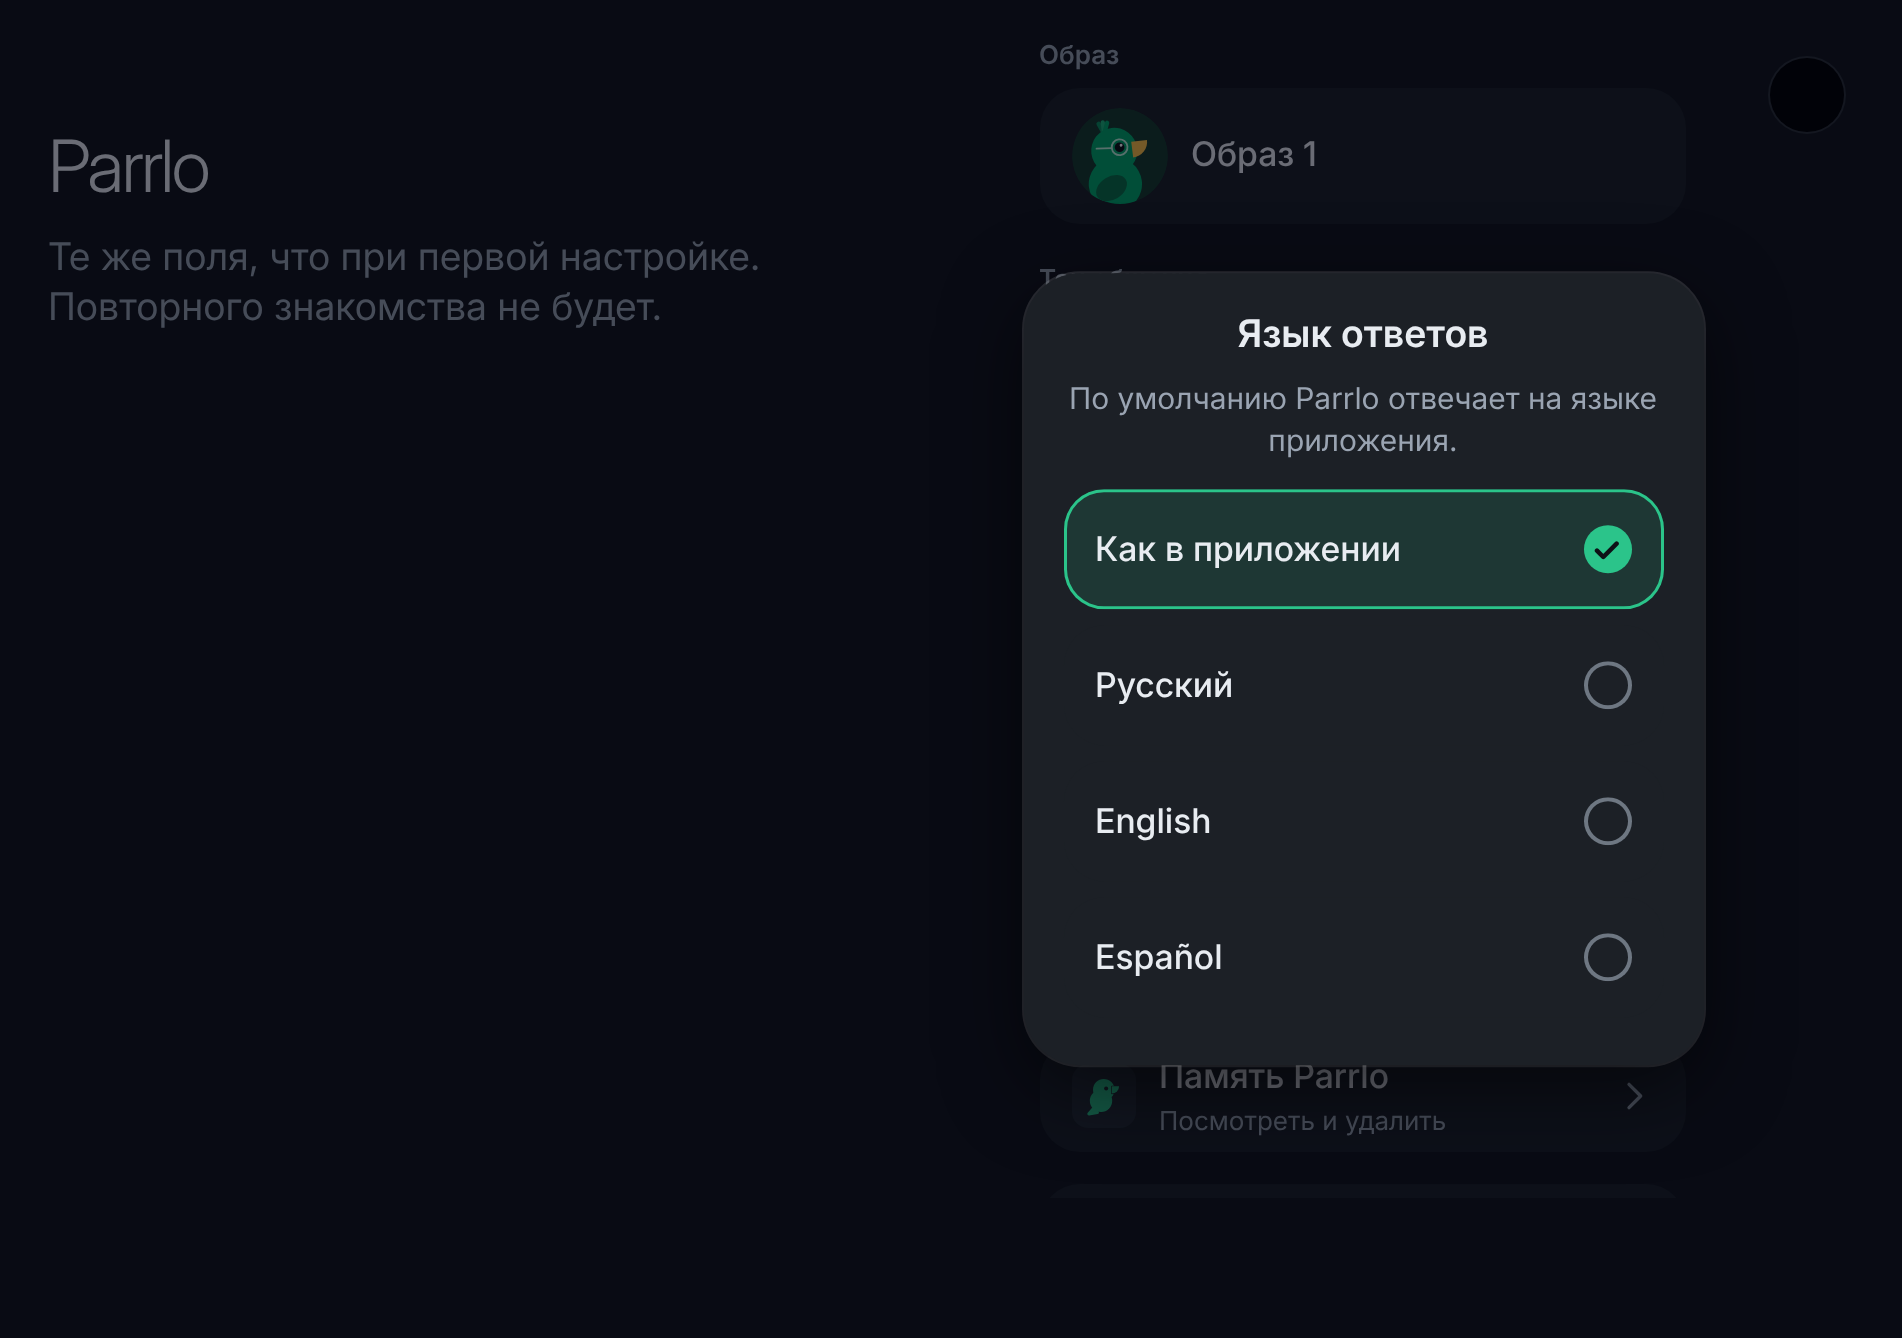 Parrlo
Те же поля, что при первой настройке.
Повторного знакомства не будет.
Образ
Образ 1
Язык ответов
По умолчанию Parrlo отвечает на языке
приложения.
Как в приложении
Русский
English
Español
Память Parrlo
Посмотреть и удалить